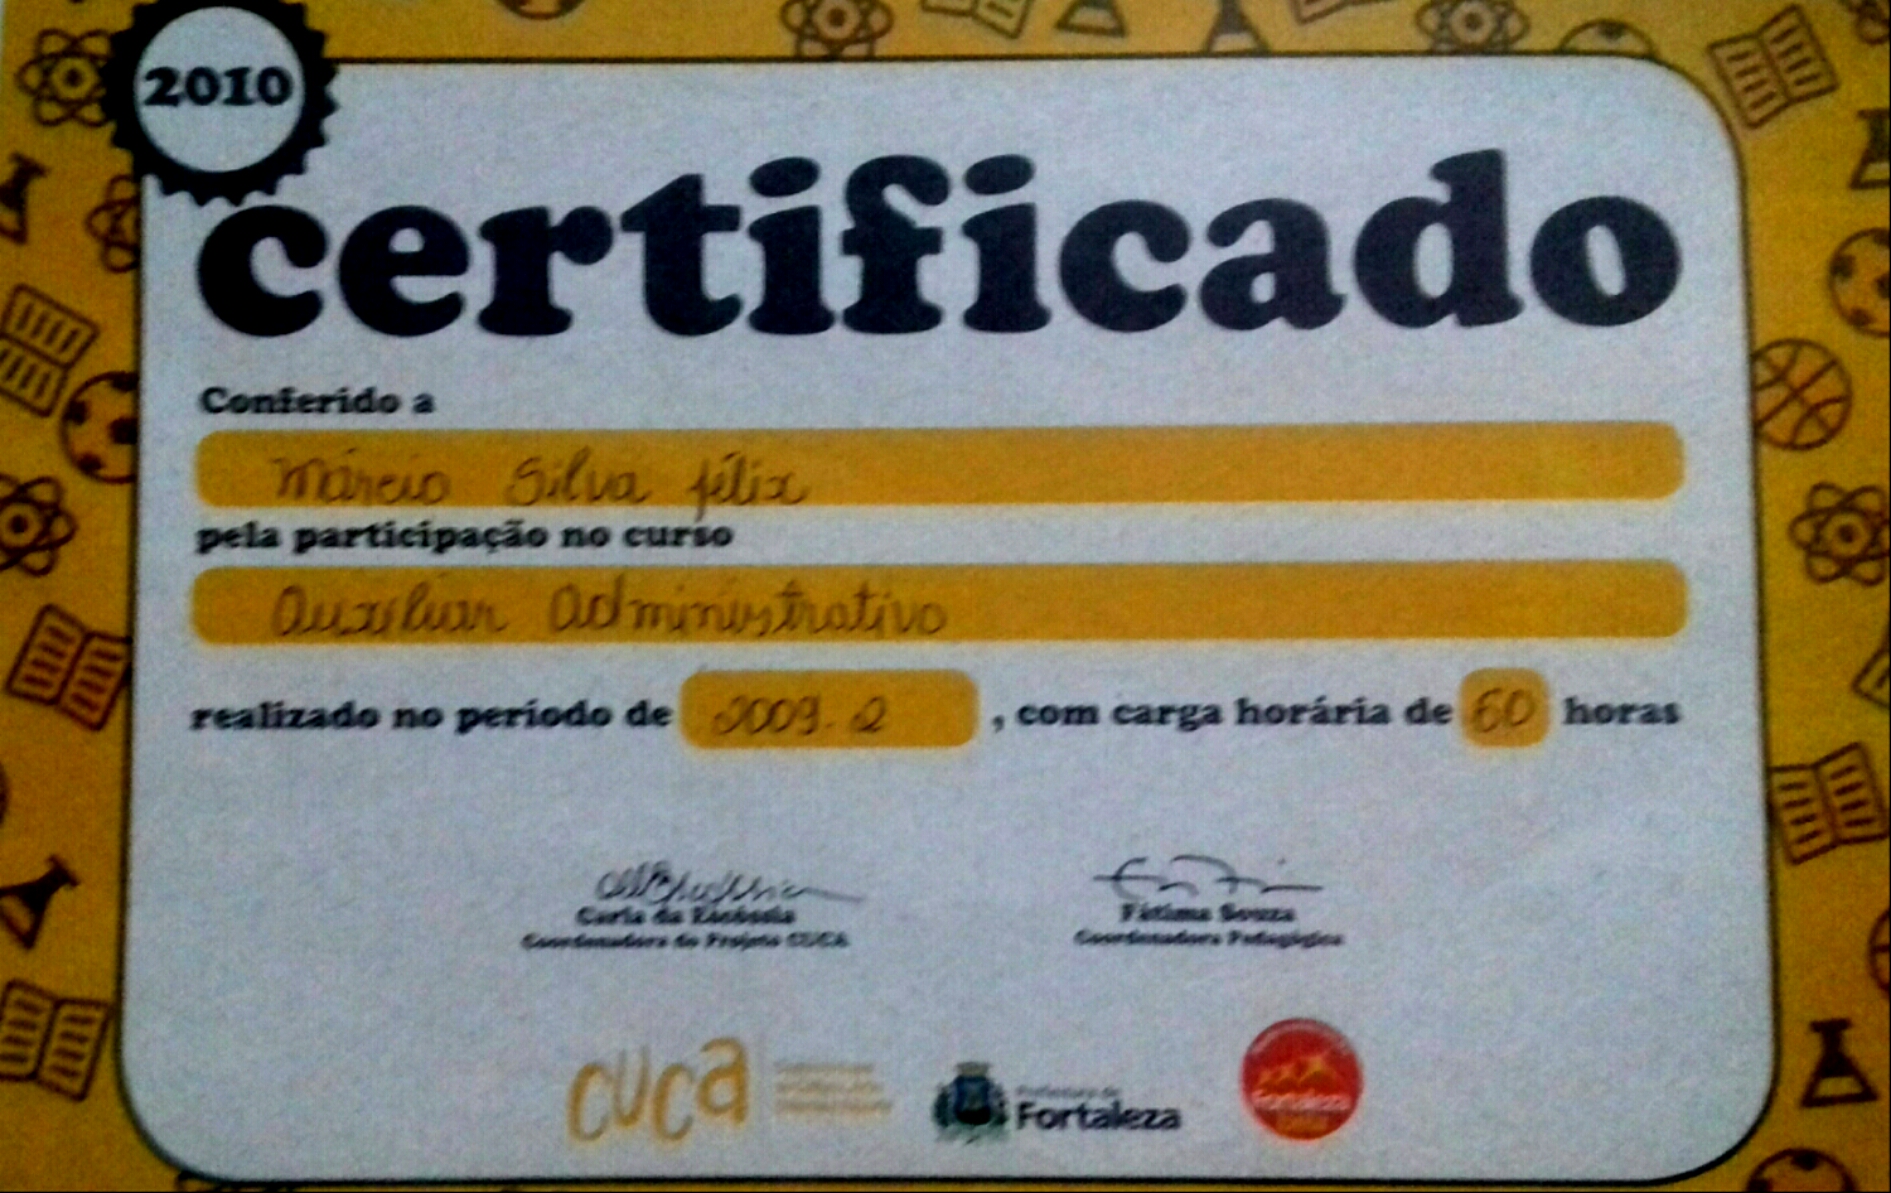 2010
certificado
Conferido a
Márcio Silva félix
pela participação no curso
Auxiliar Administrativo
realizado no período de 2009.2 , com carga horária de 60 horas
Carla da Escóssia
Fátima Souza
Coordenadora do Projeto CUCA
Coordenadora Pedagógica
cuca
Prefeitura de
Fortaleza
Fortaleza